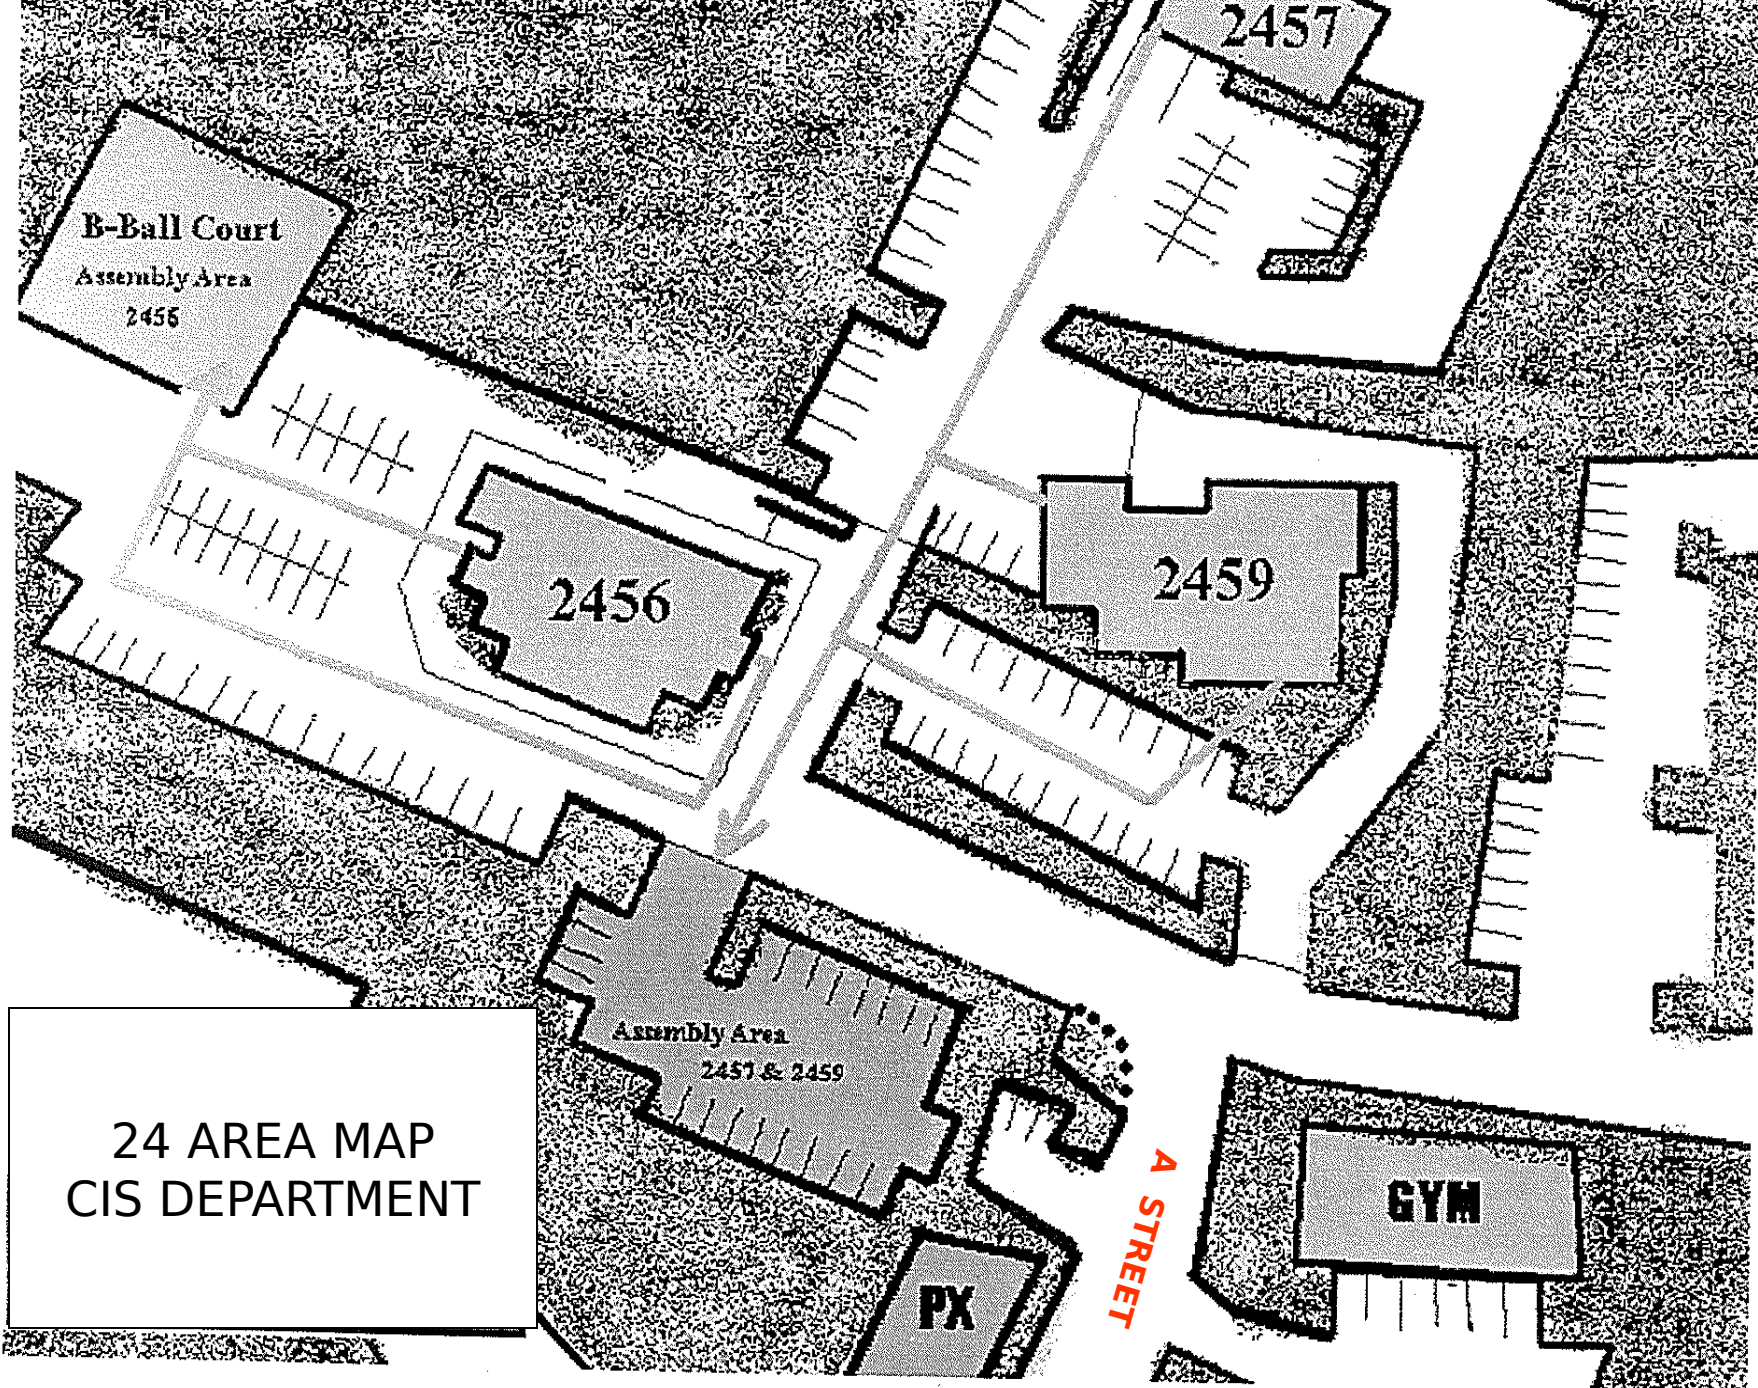 2457
B-Ball Court
Assembly Area
2456
2456
2459
Assembly Area
2457 & 2459
24 AREA MAP
CIS DEPARTMENT
A STREET
GYM
PX